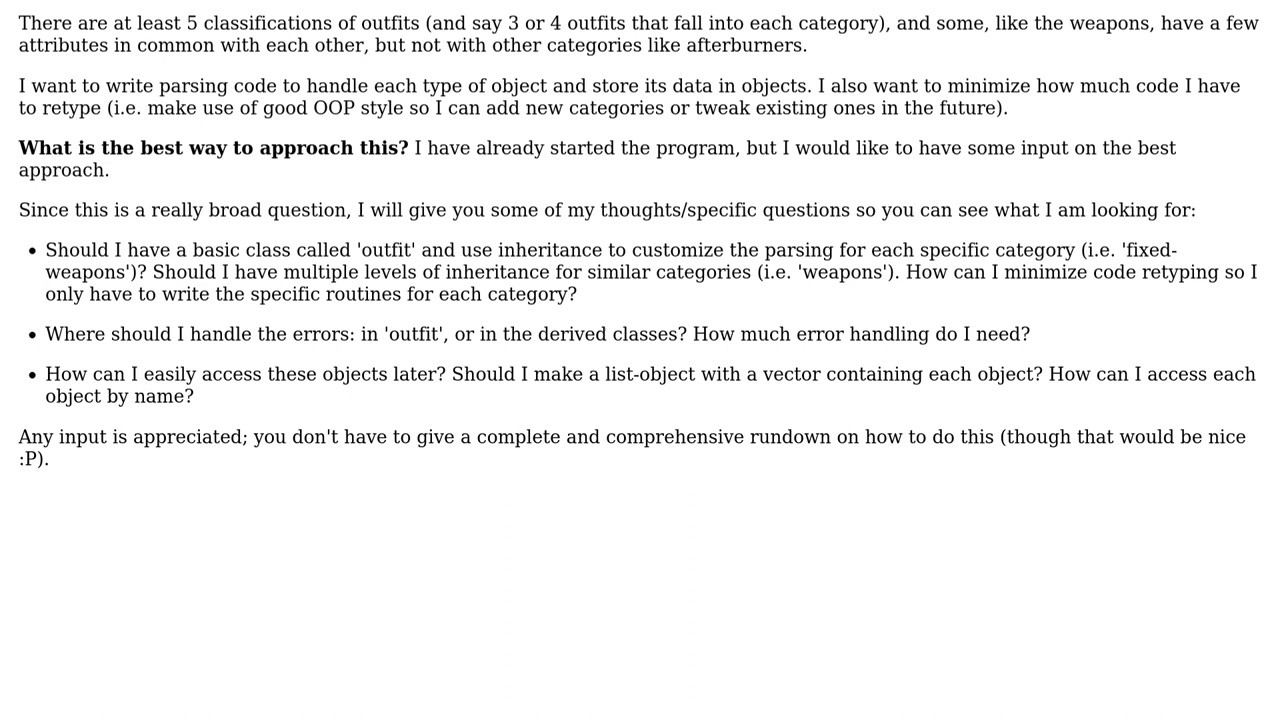 There are at least 5 classifications of outfits (and say 3 or 4 outfits that fall into each category), and some, like the weapons, have a few
attributes in common with each other, but not with other categories like afterburners.
I want to write parsing code to handle each type of object and store its data in objects. I also want to minimize how much code I have
to retype (i.e. make use of good OOP style so I can add new categories or tweak existing ones in the future).
What is the best way to approach this? I have already started the program, but I would like to have some input on the best
approach.
Since this is a really broad question, I will give you some of my thoughts/specific questions so you can see what I am looking for:
• Should I have a basic class called 'outfit' and use inheritance to customize the parsing for each specific category (i.e. 'fixed-
weapons')? Should I have multiple levels of inheritance for similar categories (i.e. 'weapons'). How can I minimize code retyping so I
only have to write the specific routines for each category?
• Where should I handle the errors: in 'outfit', or in the derived classes? How much error handling do I need?
• How can I easily access these objects later? Should I make a list-object with a vector containing each object? How can I access each
object by name?
Any input is appreciated; you don't have to give a complete and comprehensive rundown on how to do this (though that would be nice
:P).